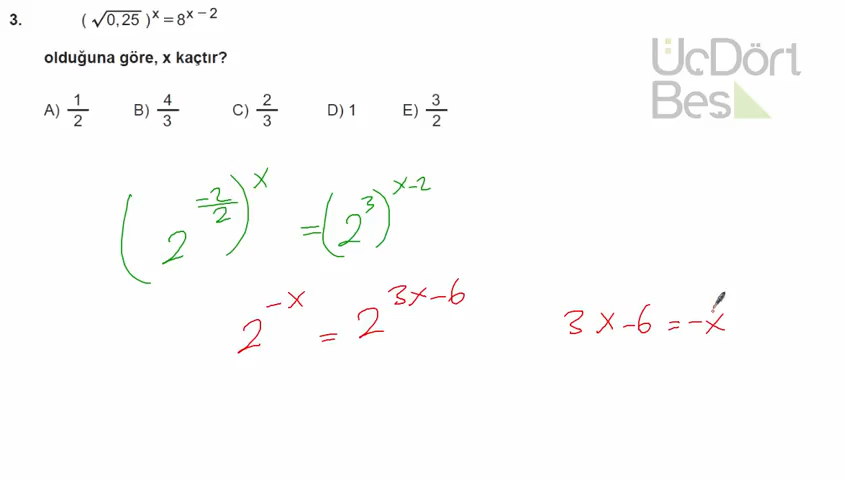 3. (√0,25)^x = 8^(x − 2)
olduğuna göre, x kaçtır?
A) 1/2 B) 4/3 C) 2/3 D) 1 E) 3/2
ÜçDört
Beş
(2^(-2/2))^x = (2^3)^(x-2)
2^(-x) = 2^(3x-6)
3x-6 = -x